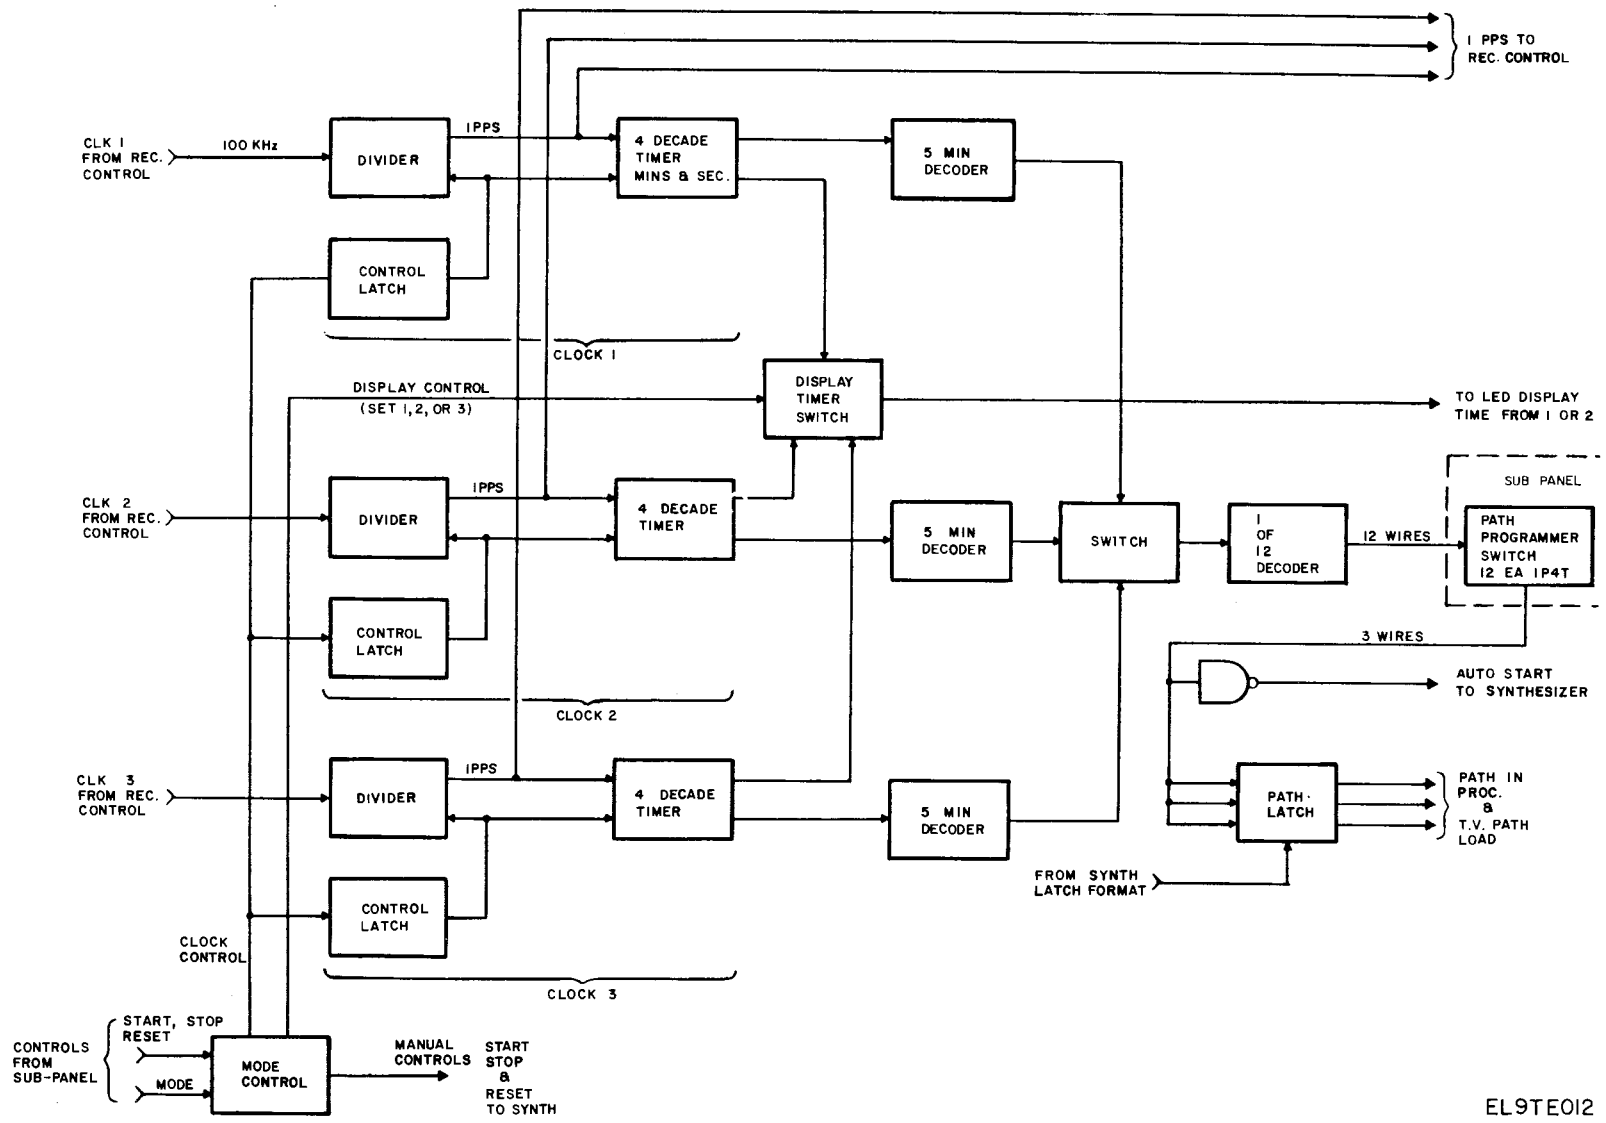 1 PPS TO
REC. CONTROL
CLK 1
FROM REC.
CONTROL
100 KHz
DIVIDER
1PPS
4 DECADE
TIMER
MINS & SEC.
5 MIN
DECODER
CONTROL
LATCH
CLOCK 1
DISPLAY CONTROL
(SET 1, 2, OR 3)
DISPLAY
TIMER
SWITCH
TO LED DISPLAY
TIME FROM 1 OR 2
CLK 2
FROM REC.
CONTROL
DIVIDER
1PPS
4 DECADE
TIMER
5 MIN
DECODER
SWITCH
1
OF
12
DECODER
12 WIRES
SUB PANEL
PATH
PROGRAMMER
SWITCH
12 EA 1P4T
CONTROL
LATCH
CLOCK 2
3 WIRES
AUTO START
TO SYNTHESIZER
CLK 3
FROM REC.
CONTROL
DIVIDER
1PPS
4 DECADE
TIMER
5 MIN
DECODER
PATH
LATCH
PATH IN
PROC.
&
T.V. PATH
LOAD
FROM SYNTH
LATCH FORMAT
CONTROL
LATCH
CLOCK 3
CLOCK
CONTROL
CONTROLS
FROM
SUB-PANEL
START, STOP
RESET
MODE
MODE
CONTROL
MANUAL
CONTROLS
START
STOP
&
RESET
TO SYNTH
EL9TE012